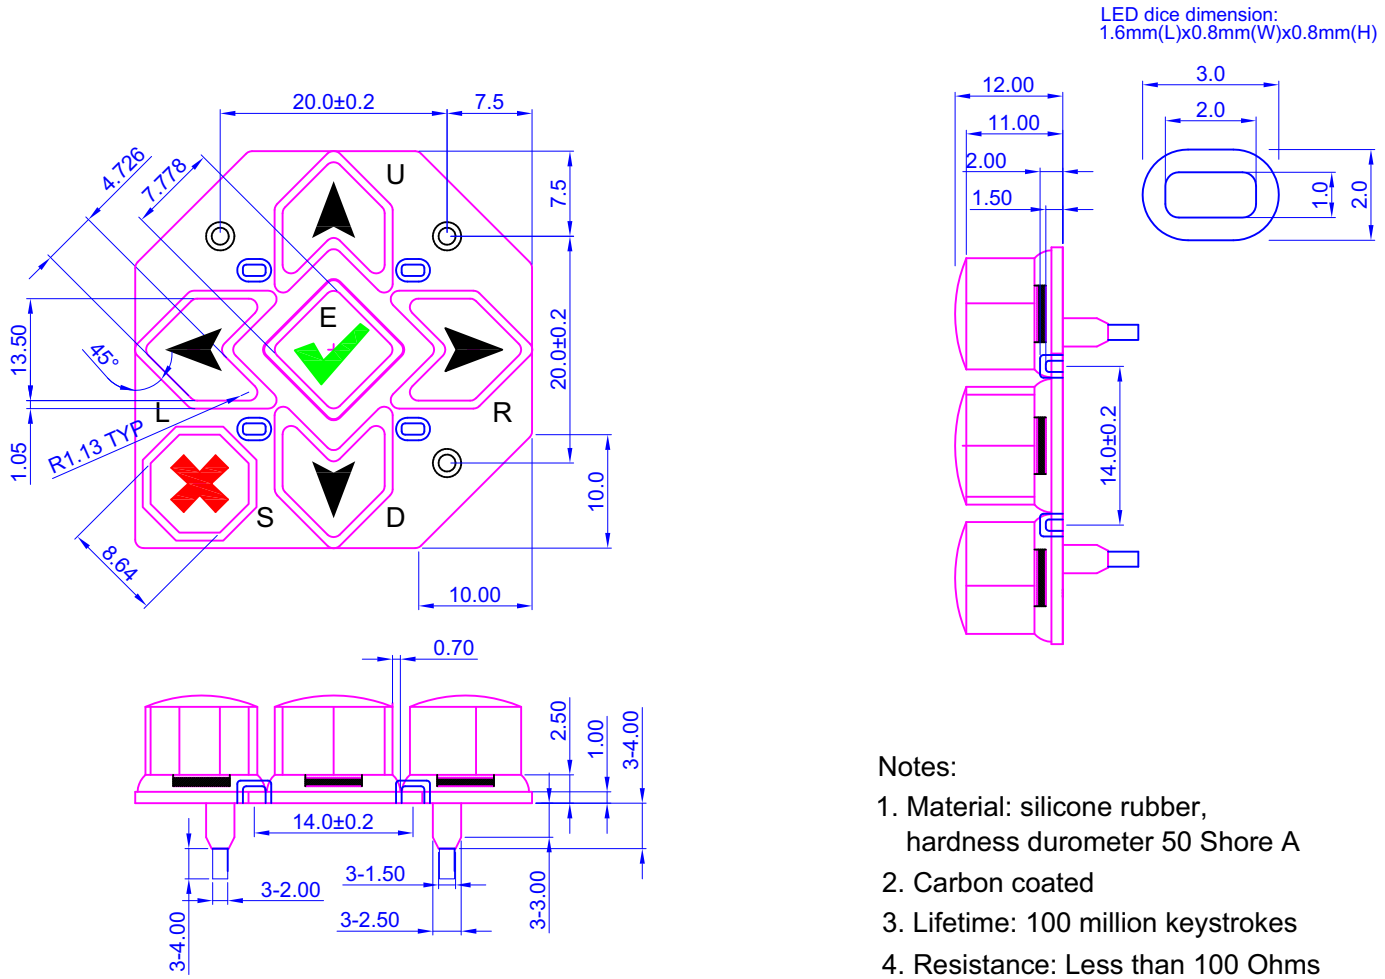 LED dice dimension:
1.6mm(L)x0.8mm(W)x0.8mm(H)
20.0±0.2
7.5
4.726
7.778
U
7.5
E
13.50
45°
20.0±0.2
L
R
1.05
R1.13 TYP
S
D
10.0
8.64
10.00
12.00
11.00
2.00
1.50
3.0
2.0
1.0
2.0
14.0±0.2
0.70
2.50
1.00
3-4.00
14.0±0.2
3-1.50
3-2.00
3-2.50
3-3.00
3-4.00
Notes:
1. Material: silicone rubber,
hardness durometer 50 Shore A
2. Carbon coated
3. Lifetime: 100 million keystrokes
4. Resistance: Less than 100 Ohms